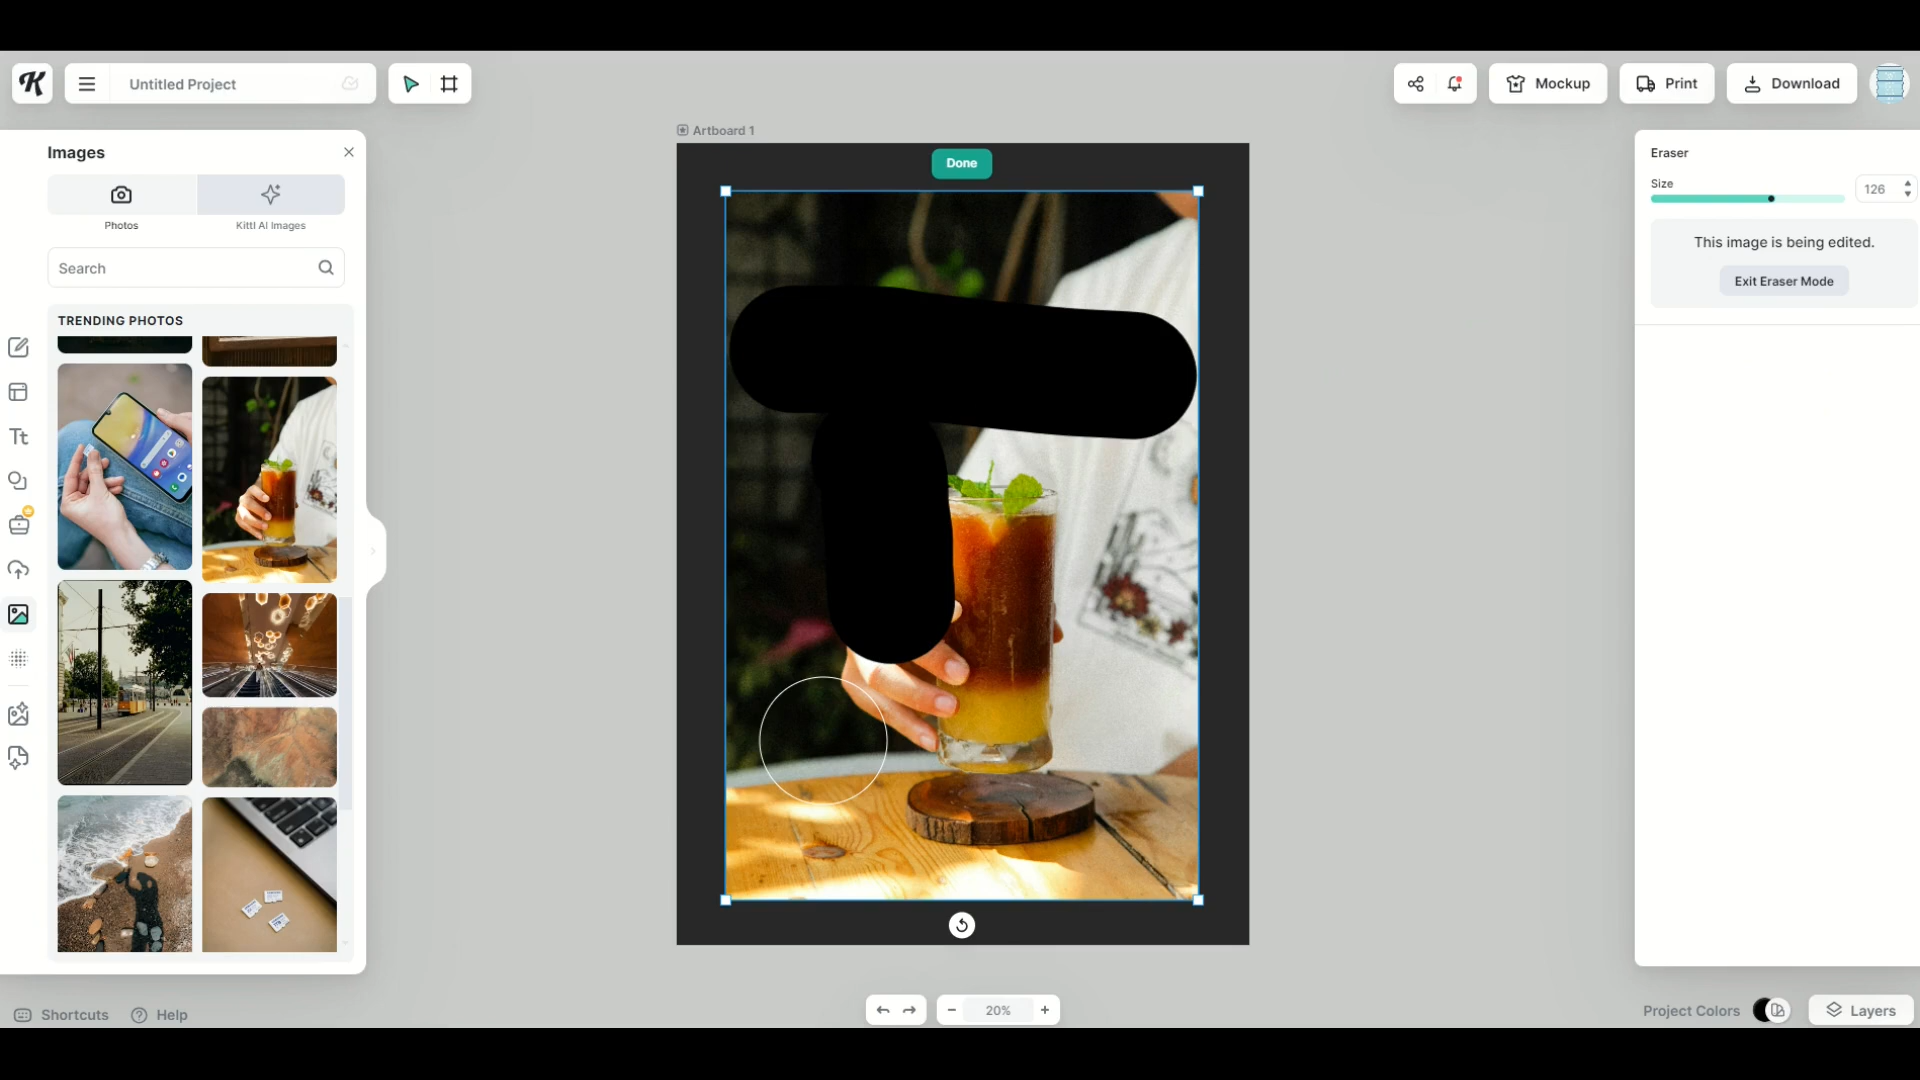 K
Untitled Project
Mockup
Print
Download
Images
Photos
Kittl AI Images
Search
TRENDING PHOTOS
Tt
Artboard 1
Done
Eraser
Size
126
This image is being edited.
Exit Eraser Mode
Shortcuts
Help
20%
Project Colors
Layers